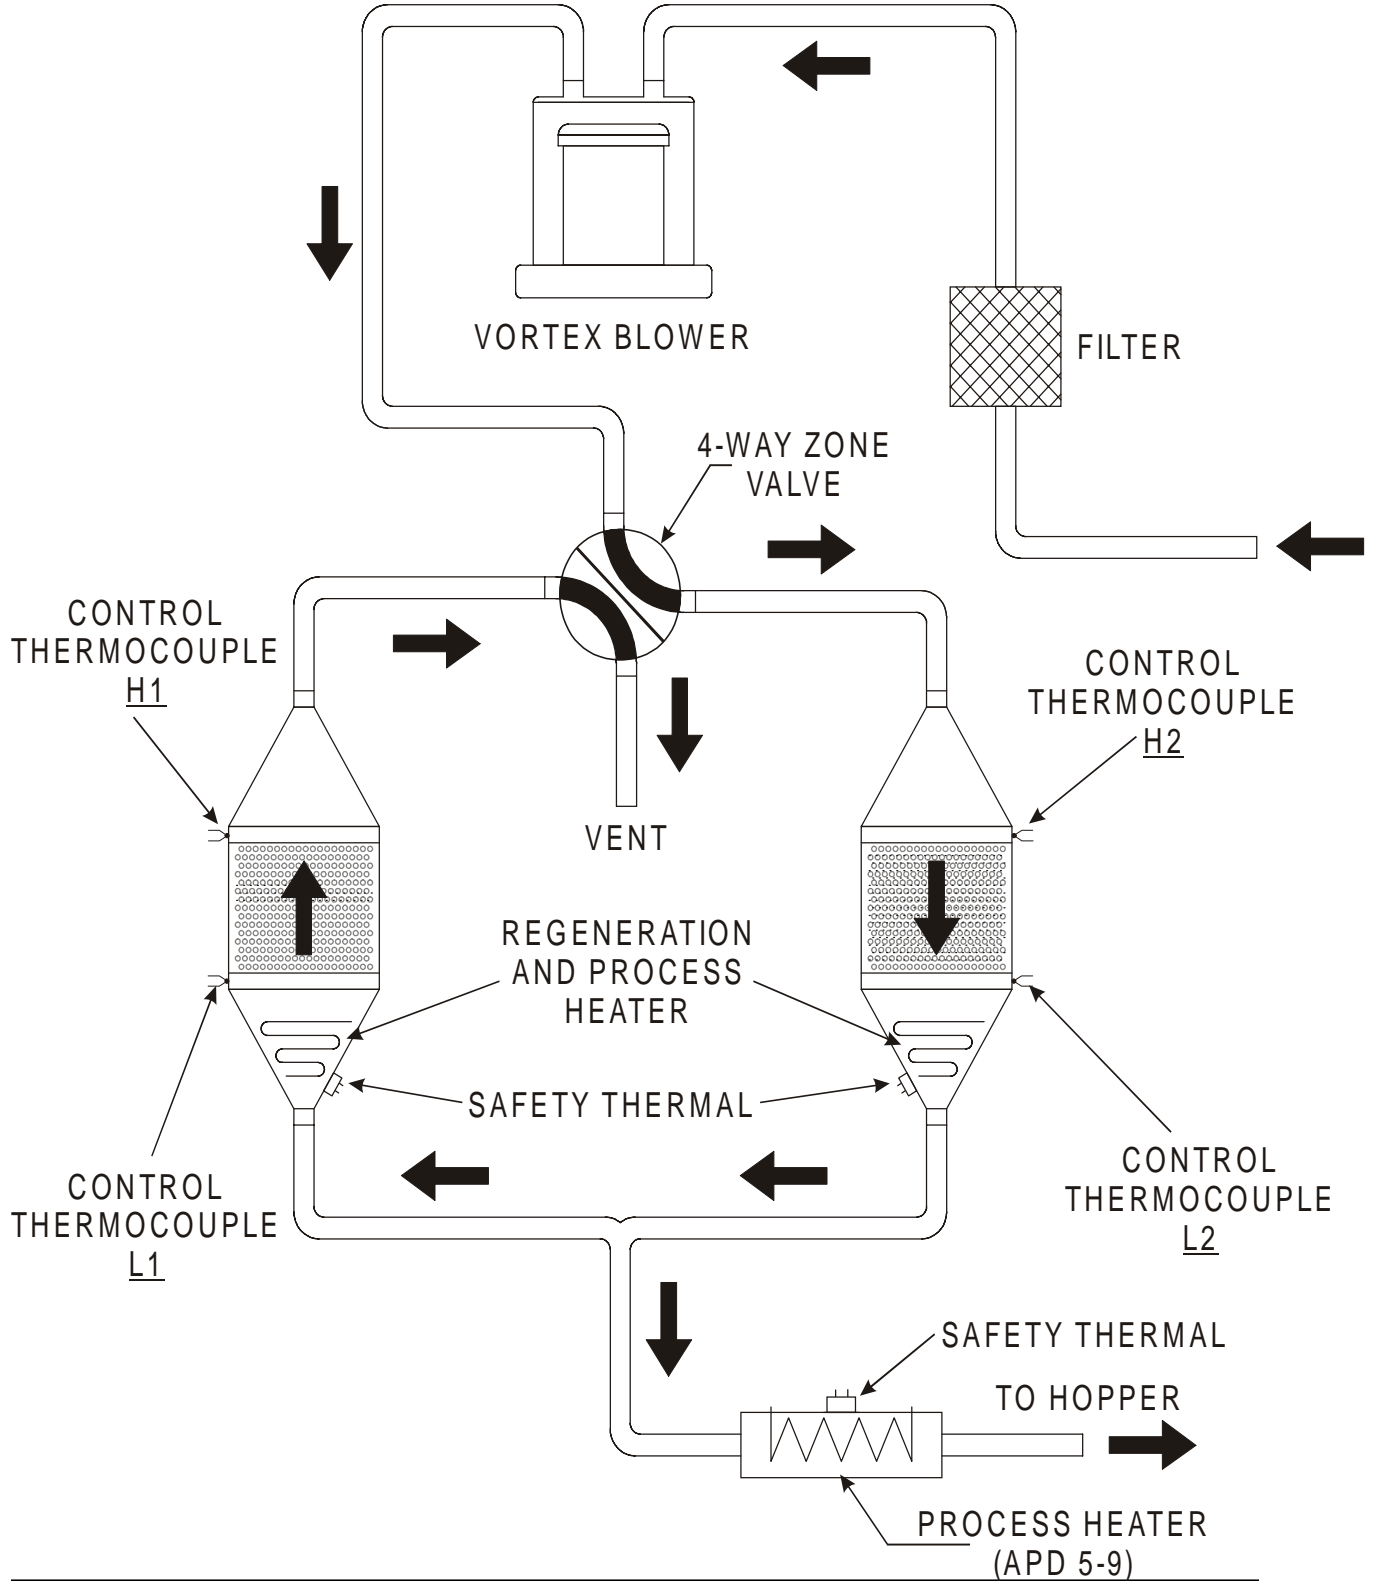 VORTEX BLOWER
FILTER
4-WAY ZONE
VALVE
CONTROL
THERMOCOUPLE
H1
CONTROL
THERMOCOUPLE
H2
VENT
REGENERATION
AND PROCESS
HEATER
SAFETY THERMAL
CONTROL
THERMOCOUPLE
L1
CONTROL
THERMOCOUPLE
L2
SAFETY THERMAL
TO HOPPER
PROCESS HEATER
(APD 5-9)